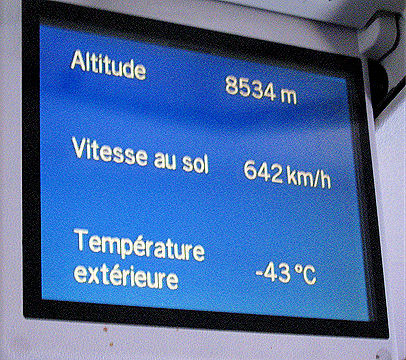 Altitude 8534 m
Vitesse au sol 642 km/h
Température
extérieure -43 °C